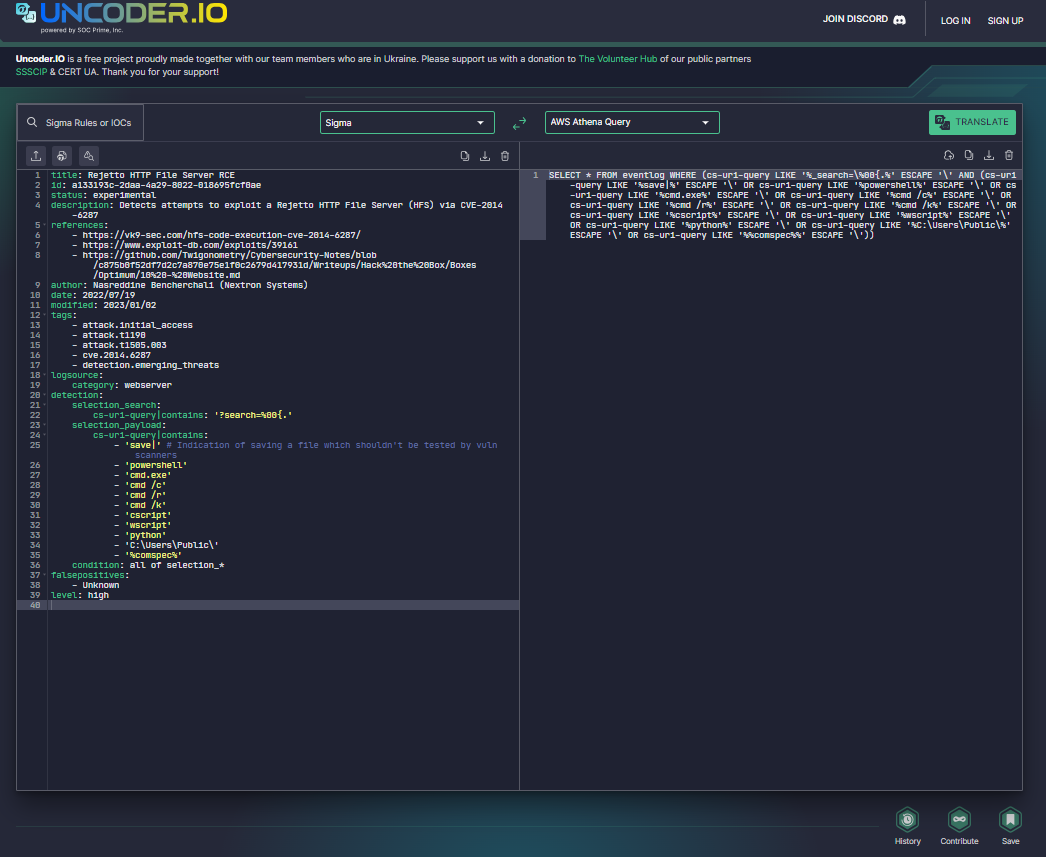 UNCODER.IO
powered by SOC Prime, Inc.
JOIN DISCORD
LOG IN
SIGN UP
Uncoder.IO is a free project proudly made together with our team members who are in Ukraine. Please support us with a donation to The Volunteer Hub of our public partners
SSSCIP & CERT UA. Thank you for your support!
Sigma Rules or IOCs
Sigma
AWS Athena Query
TRANSLATE
1 title: Rejetto HTTP File Server RCE
2 id: a133193c-2daa-4a29-8022-018695fcf0ae
3 status: experimental
4 description: Detects attempts to exploit a Rejetto HTTP File Server (HFS) via CVE-2014
-6287
5 references:
6 - https://vk9-sec.com/hfs-code-execution-cve-2014-6287/
7 - https://www.exploit-db.com/exploits/39161
8 - https://github.com/Twigonometry/Cybersecurity-Notes/blob
/c875b0f52df7d2c7a870e75e1f0c2679d417931d/Writeups/Hack%20the%20Box/Boxes
/Optimum/10%20-%20Website.md
9 author: Nasreddine Bencherchali (Nextron Systems)
10 date: 2022/07/19
11 modified: 2023/01/02
12 tags:
13 - attack.initial_access
14 - attack.t1190
15 - attack.t1505.003
16 - cve.2014.6287
17 - detection.emerging_threats
18 logsource:
19 category: webserver
20 detection:
21 selection_search:
22 cs-uri-query|contains: '?search=%00{.'
23 selection_payload:
24 cs-uri-query|contains:
25 - 'save|' # Indication of saving a file which shouldn't be tested by vuln
scanners
26 - 'powershell'
27 - 'cmd.exe'
28 - 'cmd /c'
29 - 'cmd /r'
30 - 'cmd /k'
31 - 'cscript'
32 - 'wscript'
33 - 'python'
34 - 'C:\Users\Public\'
35 - '%comspec%'
36 condition: all of selection_*
37 falsepositives:
38 - Unknown
39 level: high
40
1 SELECT * FROM eventlog WHERE (cs-uri-query LIKE '%_search=\%00{.%' ESCAPE '\' AND (cs-uri
-query LIKE '%save|%' ESCAPE '\' OR cs-uri-query LIKE '%powershell%' ESCAPE '\' OR cs
-uri-query LIKE '%cmd.exe%' ESCAPE '\' OR cs-uri-query LIKE '%cmd /c%' ESCAPE '\' OR
cs-uri-query LIKE '%cmd /r%' ESCAPE '\' OR cs-uri-query LIKE '%cmd /k%' ESCAPE '\' OR
cs-uri-query LIKE '%cscript%' ESCAPE '\' OR cs-uri-query LIKE '%wscript%' ESCAPE '\'
OR cs-uri-query LIKE '%python%' ESCAPE '\' OR cs-uri-query LIKE '%C:\Users\Public\%'
ESCAPE '\' OR cs-uri-query LIKE '%%comspec%%' ESCAPE '\'))
History
Contribute
Save